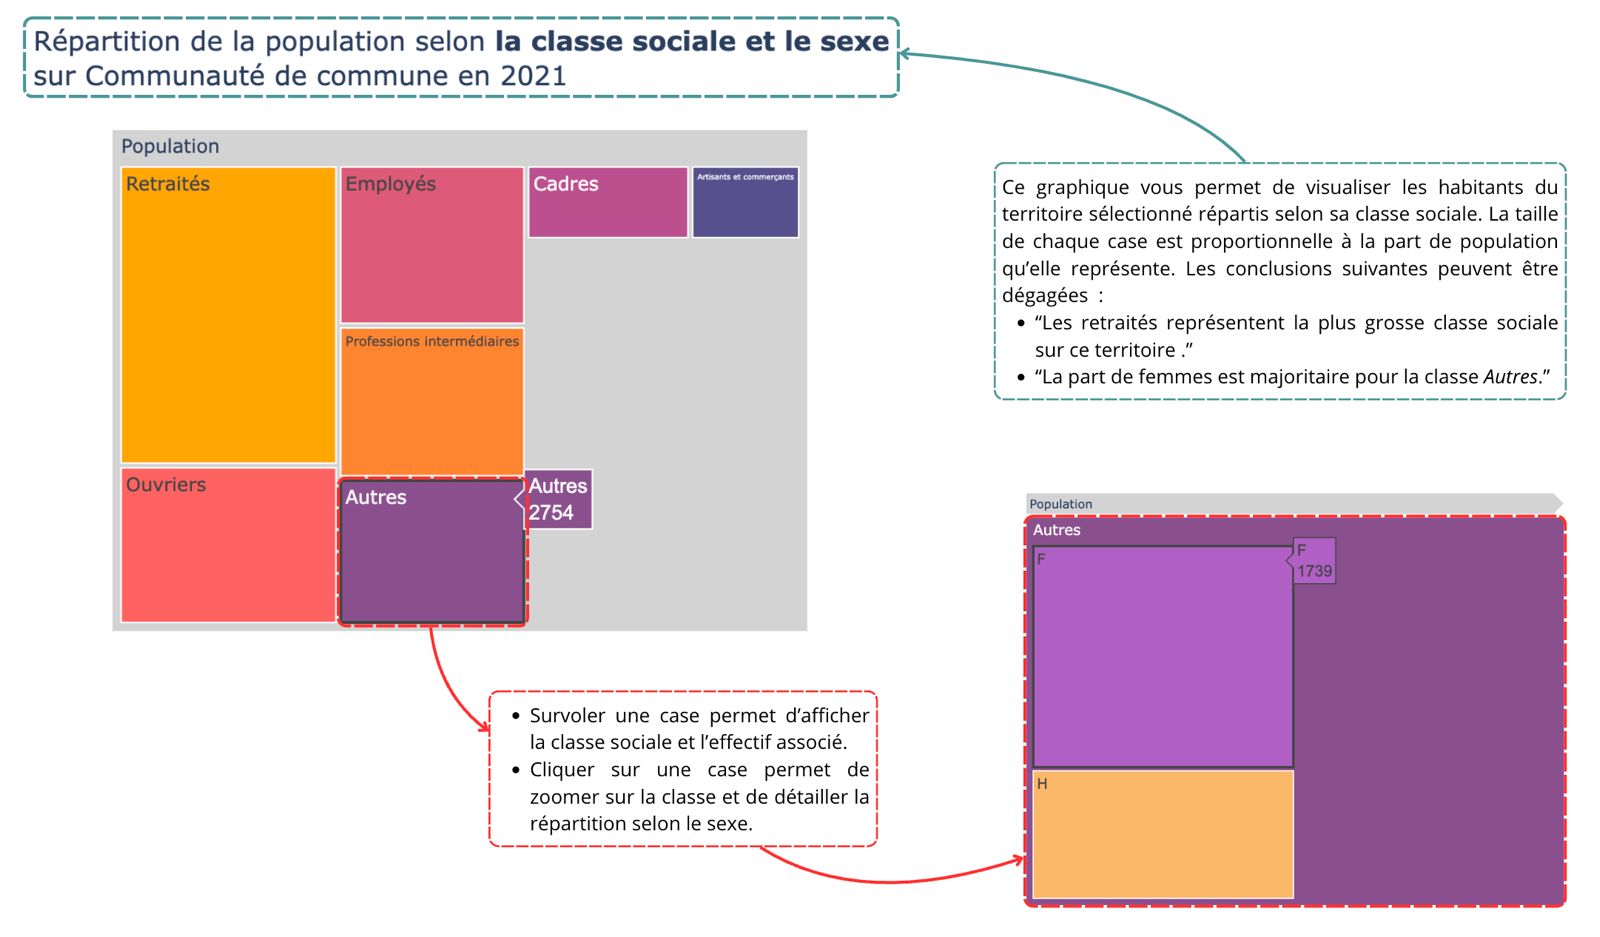 Répartition de la population selon la classe sociale et le sexe
sur Communauté de commune en 2021
Population
Retraités
Employés
Cadres
Artisants et commerçants
Professions intermédiaires
Ouvriers
Autres
Autres
2754
Ce graphique vous permet de visualiser les habitants du
territoire sélectionné répartis selon sa classe sociale. La taille
de chaque case est proportionnelle à la part de population
qu’elle représente. Les conclusions suivantes peuvent être
dégagées :
• “Les retraités représentent la plus grosse classe sociale
sur ce territoire .”
• “La part de femmes est majoritaire pour la classe Autres.”
• Survoler une case permet d’afficher
la classe sociale et l’effectif associé.
• Cliquer sur une case permet de
zoomer sur la classe et de détailler la
répartition selon le sexe.
Population
Autres
F
F
1739
H